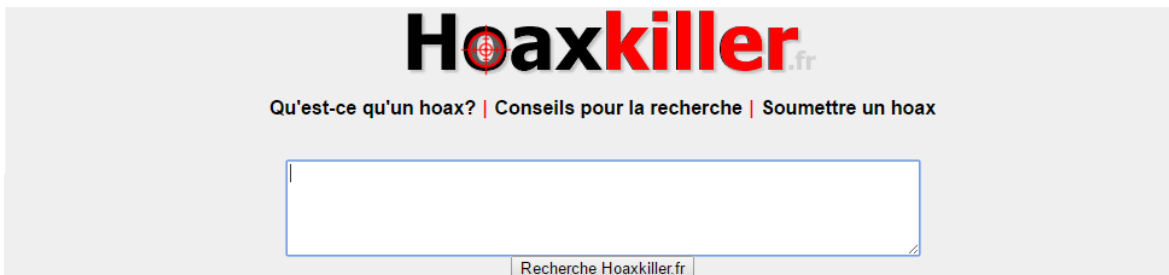 Hoaxkiller.fr
Qu'est-ce qu'un hoax? | Conseils pour la recherche | Soumettre un hoax
Recherche Hoaxkiller.fr